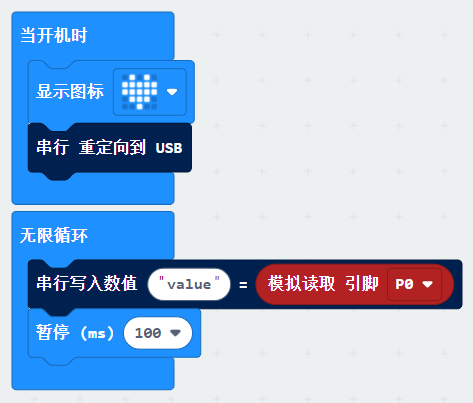 当开机时
显示图标
串行 重定向到 USB
无限循环
串行写入数值 "value" = 模拟读取 引脚 P0
暂停 (ms) 100